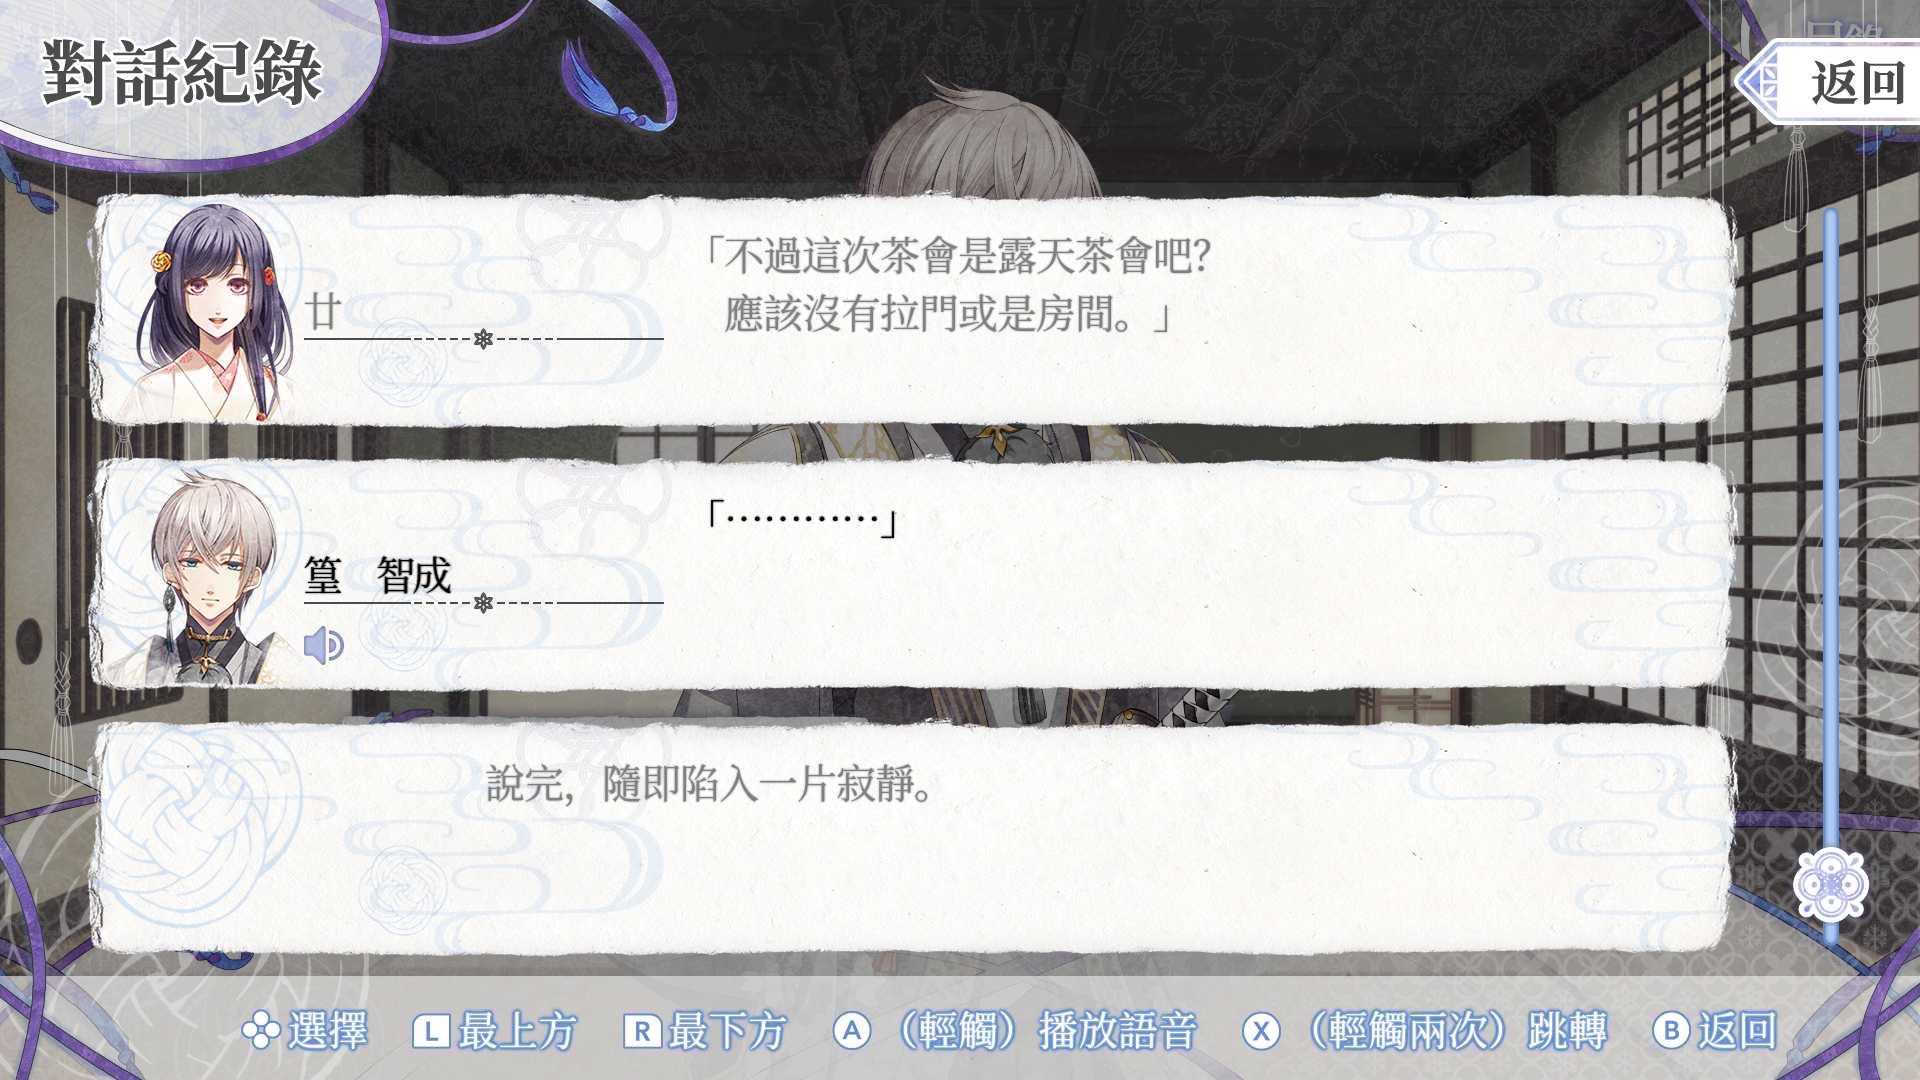 對話紀錄
返回
「不過這次茶會是露天茶會吧?
廿
應該沒有拉門或是房間。」
「…………」
篁　智成
說完，隨即陷入一片寂靜。
選擇 L 最上方 R 最下方 A （輕觸）播放語音 X （輕觸兩次）跳轉 B 返回